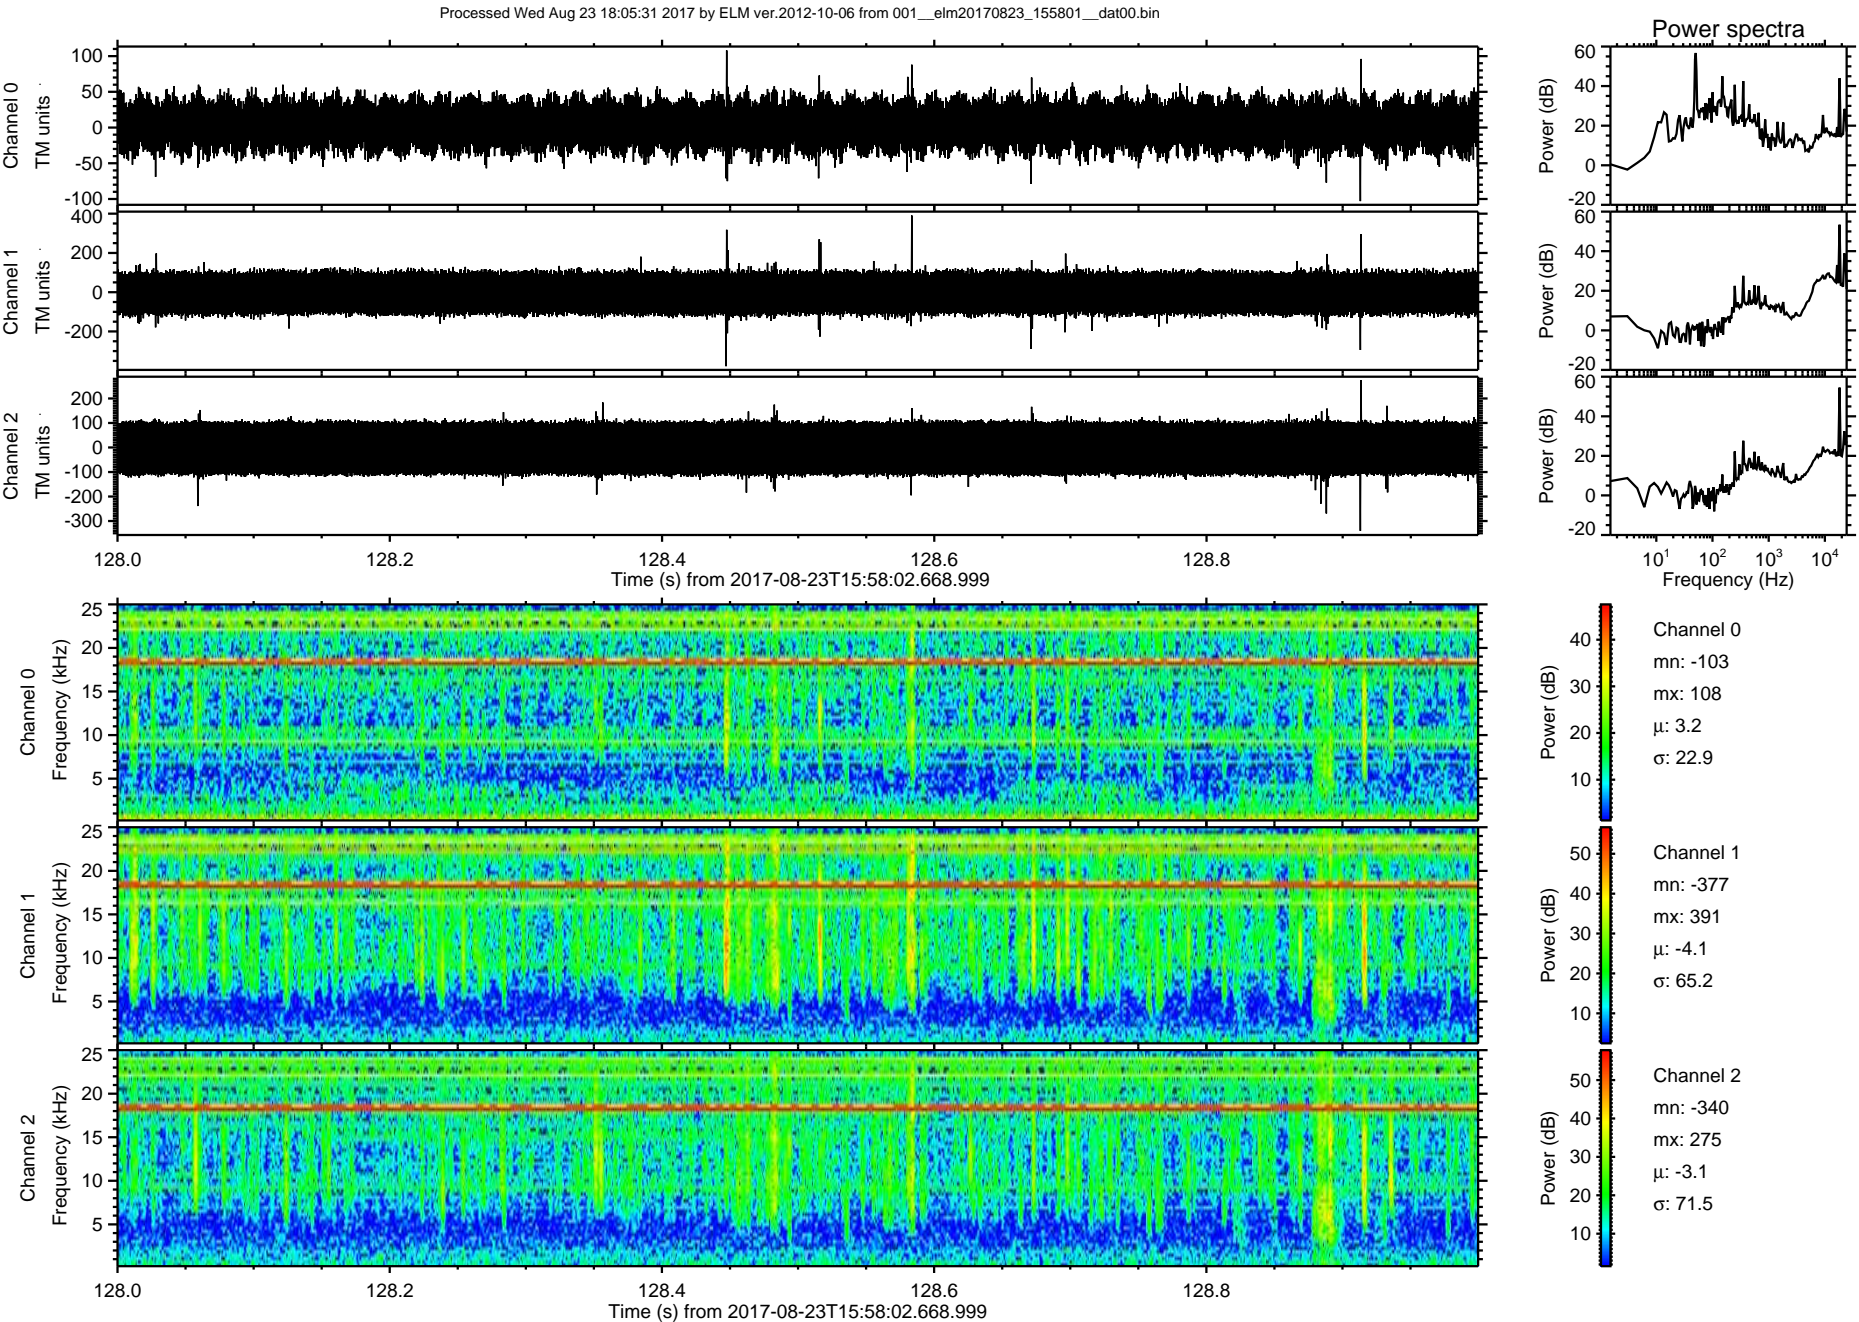 Processed Wed Aug 23 18:05:31 2017 by ELM ver.2012-10-06 from 001__elm20170823_155801__dat00.bin
Power spectra
Channel 0
TM units
100
50
0
-50
-100
Power (dB)
60
40
20
0
-20
Channel 1
TM units
400
200
0
-200
Power (dB)
60
40
20
0
-20
Channel 2
TM units
200
100
0
-100
-200
-300
Power (dB)
60
40
20
0
-20
128.0 128.2 128.4 128.6 128.8
Time (s) from 2017-08-23T15:58:02.668.999
10¹ 10² 10³ 10⁴
Frequency (Hz)
Channel 0
Frequency (kHz)
25
20
15
10
5
Power (dB)
40
30
20
10
Channel 0
mn: -103
mx: 108
μ: 3.2
σ: 22.9
Channel 1
Frequency (kHz)
25
20
15
10
5
Power (dB)
50
40
30
20
10
Channel 1
mn: -377
mx: 391
μ: -4.1
σ: 65.2
Channel 2
Frequency (kHz)
25
20
15
10
5
Power (dB)
50
40
30
20
10
Channel 2
mn: -340
mx: 275
μ: -3.1
σ: 71.5
128.0 128.2 128.4 128.6 128.8
Time (s) from 2017-08-23T15:58:02.668.999